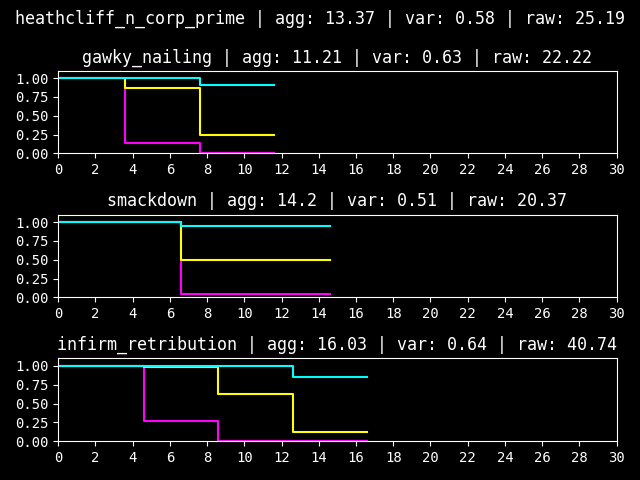 heathcliff_n_corp_prime | agg: 13.37 | var: 0.58 | raw: 25.19
gawky_nailing | agg: 11.21 | var: 0.63 | raw: 22.22
1.00
0.75
0.50
0.25
0.00
0 2 4 6 8 10 12 14 16 18 20 22 24 26 28 30
smackdown | agg: 14.2 | var: 0.51 | raw: 20.37
1.00
0.75
0.50
0.25
0.00
0 2 4 6 8 10 12 14 16 18 20 22 24 26 28 30
infirm_retribution | agg: 16.03 | var: 0.64 | raw: 40.74
1.00
0.75
0.50
0.25
0.00
0 2 4 6 8 10 12 14 16 18 20 22 24 26 28 30